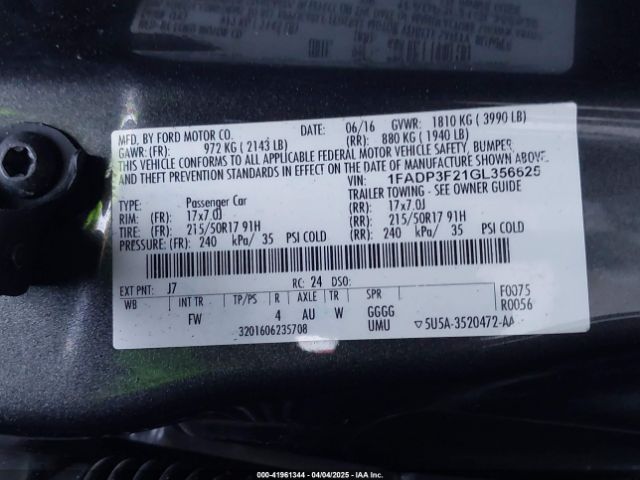 MFD. BY FORD MOTOR CO.
DATE: 06/16 GVWR: 1810 KG ( 3990 LB)
GAWR: (FR) 972 KG ( 2143 LB) (RR): 880 KG ( 1940 LB)
THIS VEHICLE CONFORMS TO ALL APPLICABLE FEDERAL MOTOR VEHICLE SAFETY, BUMPER,
AND THEFT PREVENTION STANDARDS IN EFFECT ON THE DATE OF MANUFACTURE SHOWN ABOVE.
VIN: 1FADP3F21GL356625
TYPE: Passenger Car TRAILER TOWING - SEE OWNER GUIDE
RIM: (FR) 17x7.0J (RR): 17x7.0J
TIRE: (FR) 215/50R17 91H (RR): 215/50R17 91H
PRESSURE: (FR) 240 kPa/ 35 PSI COLD (RR): 240 kPa/ 35 PSI COLD
EXT PNT: J7 RC: 24 DSO: F0075
WB INT TR TP/PS R AXLE TR SPR R0056
FW 4 AU W GGGG
3201606235708 UMU ▽5U5A-3520472-AA
000-41961344 - 04/04/2025 - IAAI.com